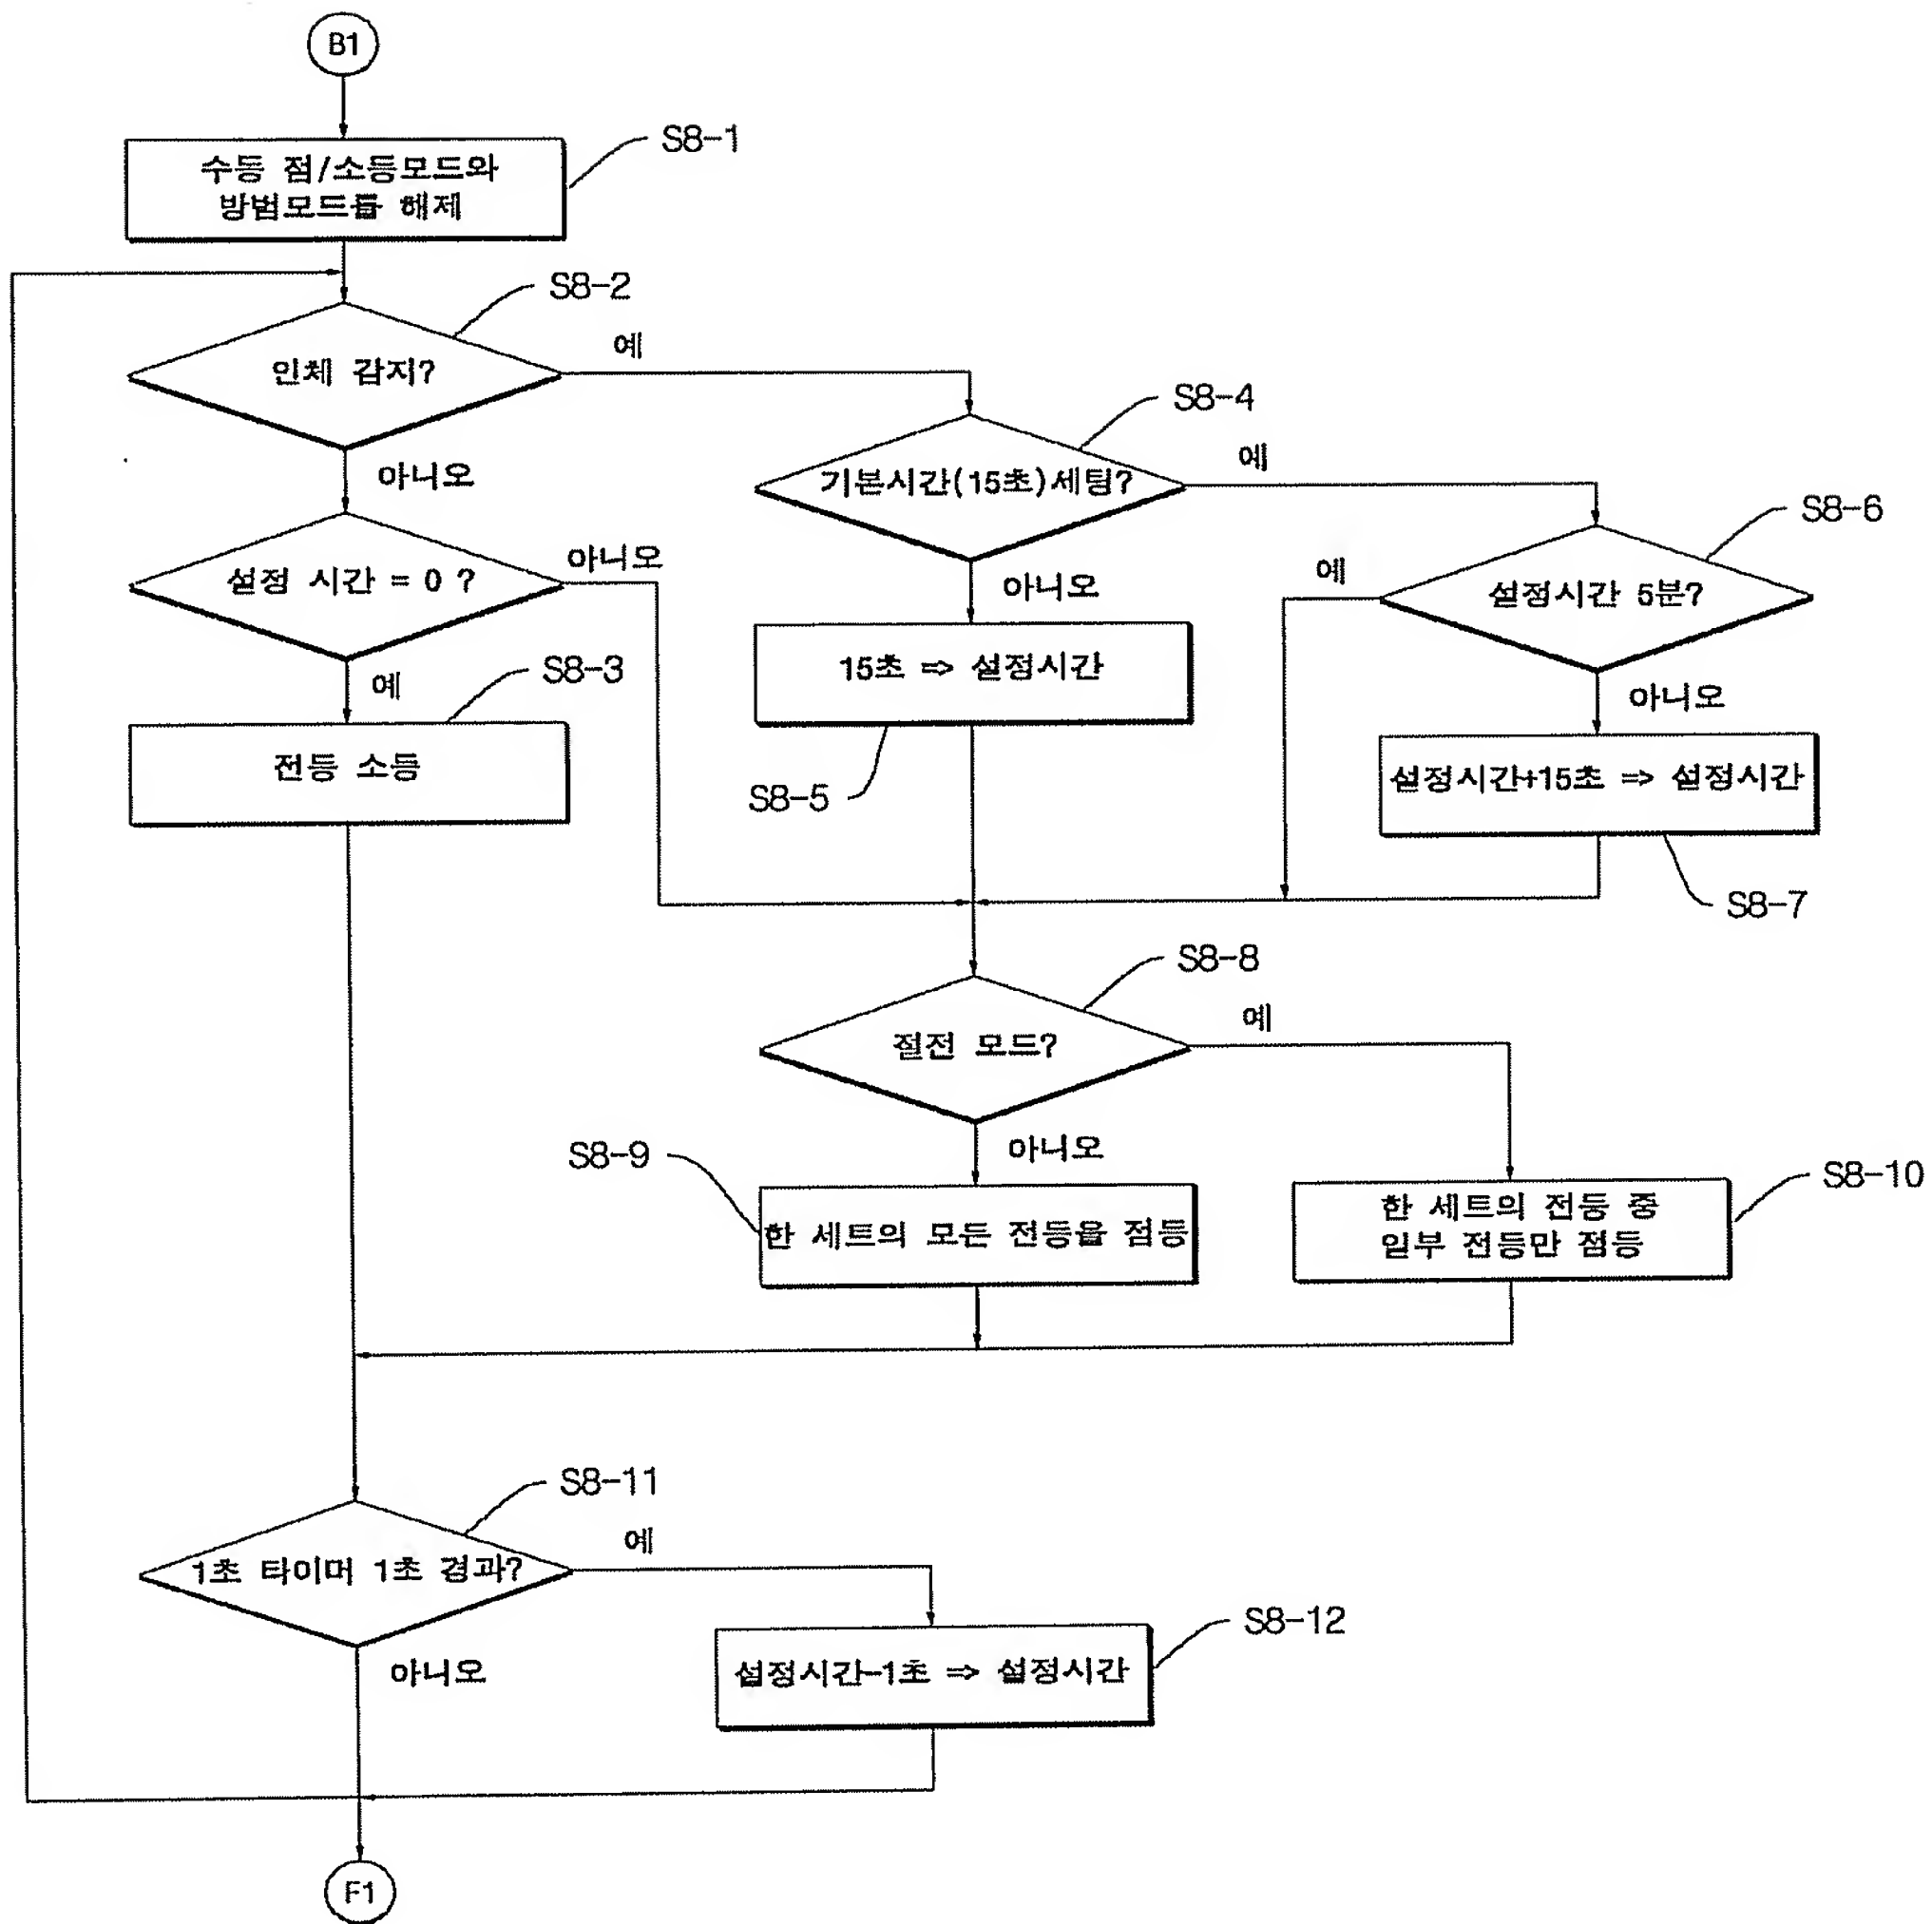 B1
S8-1
수동 점/소등모드와
방범모드를 해제
S8-2
인체 감지?
예
아니오
S8-4
기본시간(15초)세팅?
예
아니오
S8-6
설정시간 5분?
예
아니오
설정 시간 = 0 ?
아니오
예
S8-3
전등 소등
15초 => 설정시간
S8-5
설정시간+15초 => 설정시간
S8-7
S8-8
절전 모드?
예
아니오
S8-9
한 세트의 모든 전등을 점등
S8-10
한 세트의 전등 중
일부 전등만 점등
S8-11
1초 타이머 1초 경과?
예
아니오
S8-12
설정시간-1초 => 설정시간
F1